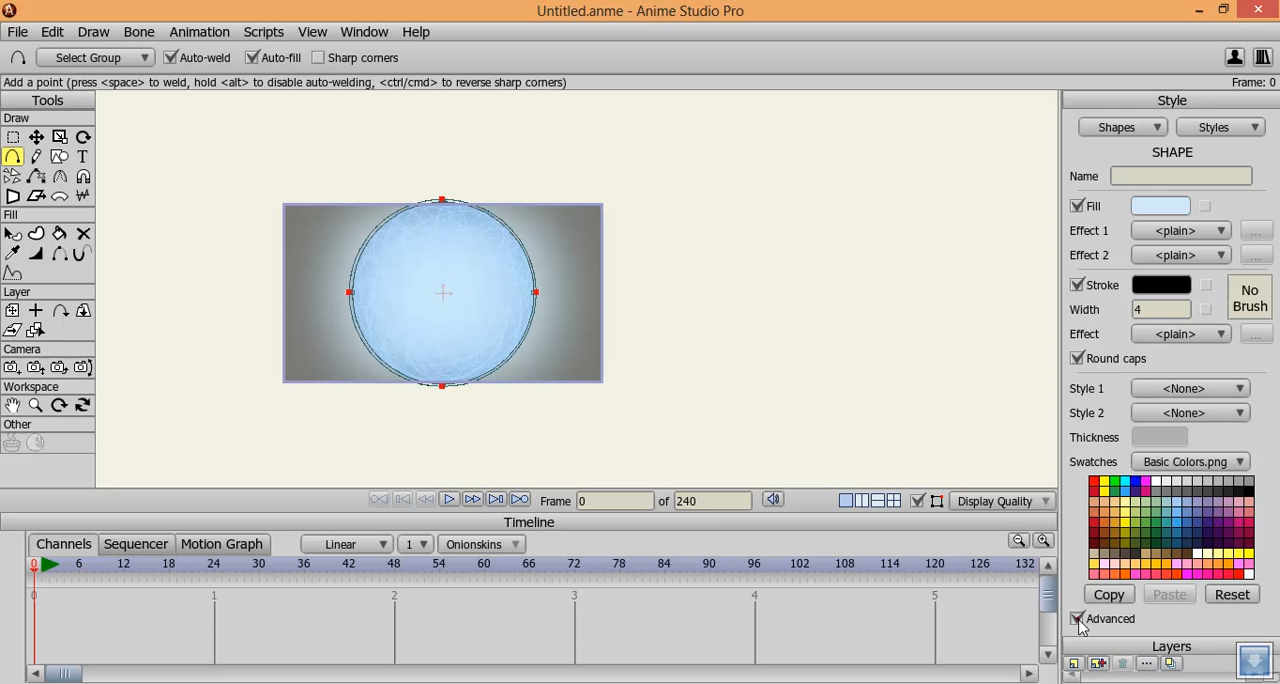 Untitled.anme - Anime Studio Pro
File Edit Draw Bone Animation Scripts View Window Help
Select Group Auto-weld Auto-fill Sharp corners
Add a point (press <space> to weld, hold <alt> to disable auto-welding, <ctrl/cmd> to reverse sharp corners) Frame: 0
Tools
Draw
T
Fill
Layer
Camera
Workspace
Other
Style
Shapes Styles
SHAPE
Name
Fill
Effect 1 <plain> ...
Effect 2 <plain> ...
Stroke
No Brush
Width 4
Effect <plain> ...
Round caps
Style 1 <None>
Style 2 <None>
Thickness
Swatches Basic Colors.png
Copy Paste Reset
Advanced
Layers
Frame 0 of 240 Display Quality
Timeline
Channels Sequencer Motion Graph Linear 1 Onionskins
0 6 12 18 24 30 36 42 48 54 60 66 72 78 84 90 96 102 108 114 120 126 132
0 1 2 3 4 5